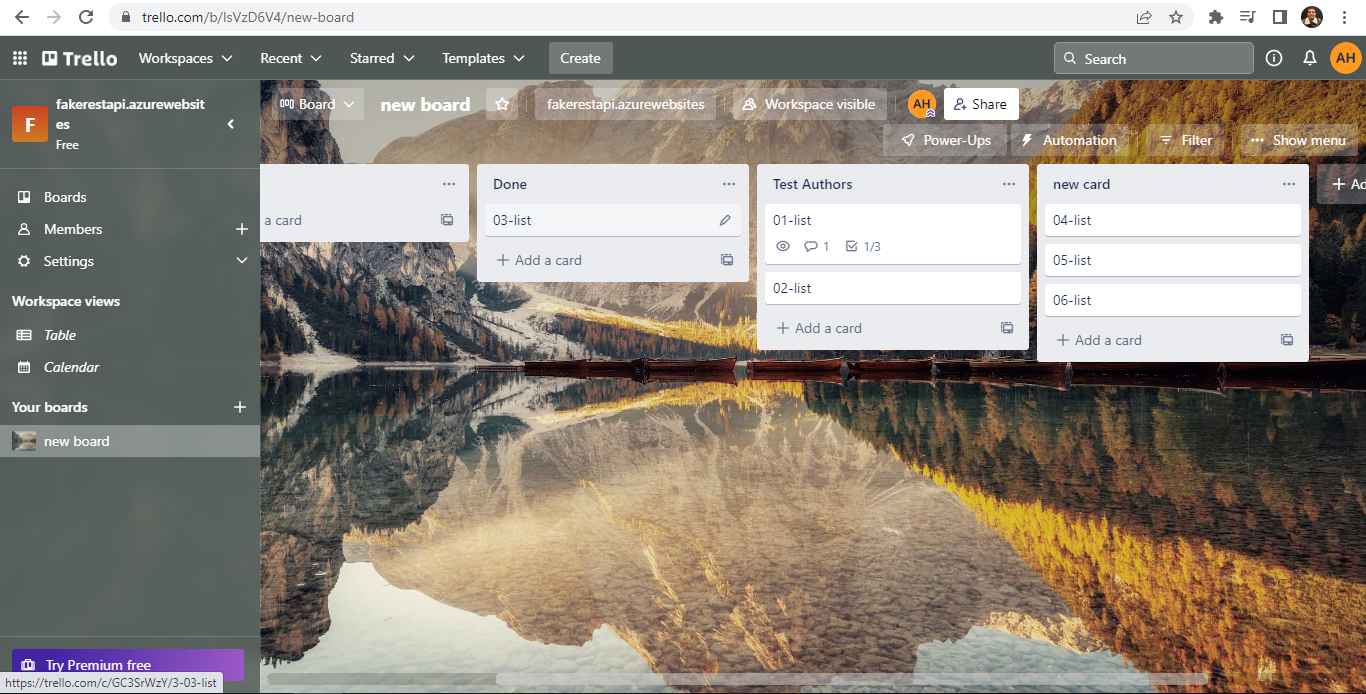 trello.com/b/lsVzD6V4/new-board
Trello
Workspaces
Recent
Starred
Templates
Create
Search
AH
F
fakerestapi.azurewebsit
es
Free
Board
new board
fakerestapi.azurewebsites
Workspace visible
AH
Share
Power-Ups
Automation
Filter
Show menu
Boards
Members
Settings
Workspace views
Table
Calendar
Your boards
new board
Try Premium free
https://trello.com/c/GC3SrWzY/3-03-list
a card
Done
03-list
Add a card
Test Authors
01-list
1
1/3
02-list
Add a card
new card
04-list
05-list
06-list
Add a card